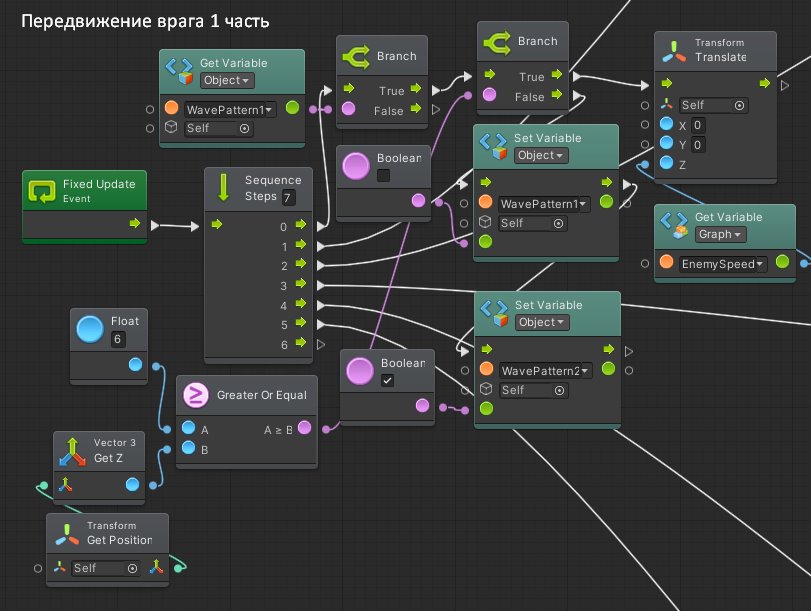 Передвижение врага 1 часть
Get Variable
Object
WavePattern1
Self
Branch
True
False
Branch
True
False
Transform
Translate
Self
X 0
Y 0
Z
Set Variable
Object
WavePattern1
Self
Boolean
Fixed Update
Event
Sequence
Steps 7
0
1
2
3
4
5
6
Get Variable
Graph
EnemySpeed
Set Variable
Object
WavePattern2
Self
Float
6
Boolean
Greater Or Equal
A A ≥ B
B
Vector 3
Get Z
Transform
Get Position
Self